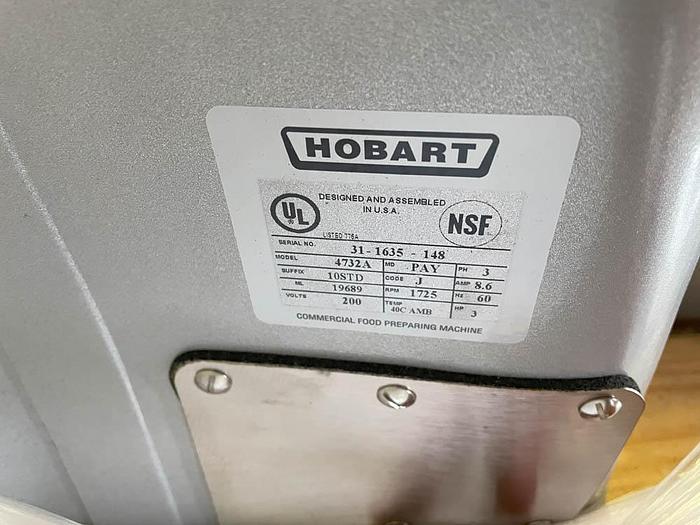 HOBART
UL
DESIGNED AND ASSEMBLED
IN U.S.A.
NSF
LISTED 776A
SERIAL NO. 31-1635-148
MODEL 4732A MD PAY PH 3
SUFFIX 10STD CODE J AMP 8.6
ML 19689 RPM 1725 HZ 60
VOLTS 200 TEMP 40C AMB HP 3
COMMERCIAL FOOD PREPARING MACHINE